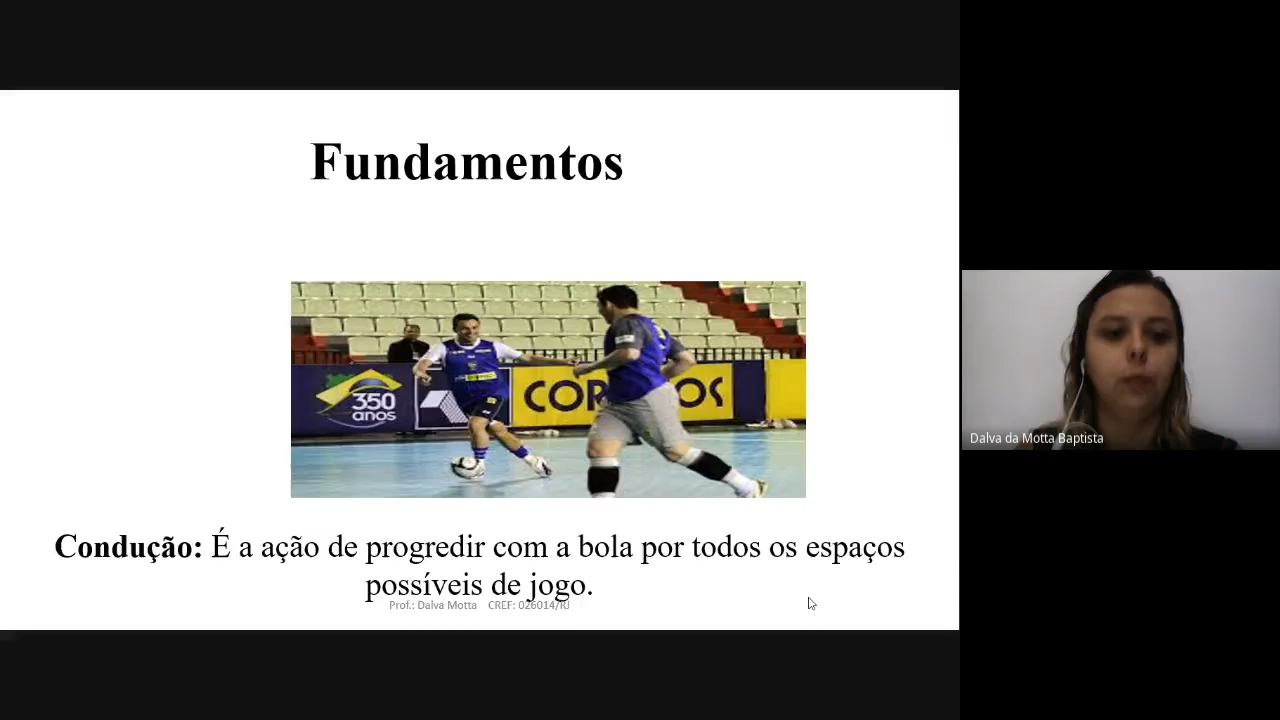 Fundamentos
350
anos
CORREIOS
Condução: É a ação de progredir com a bola por todos os espaços
possíveis de jogo.
Prof.: Dalva Motta CREF: 026014/RJ
Dalva da Motta Baptista